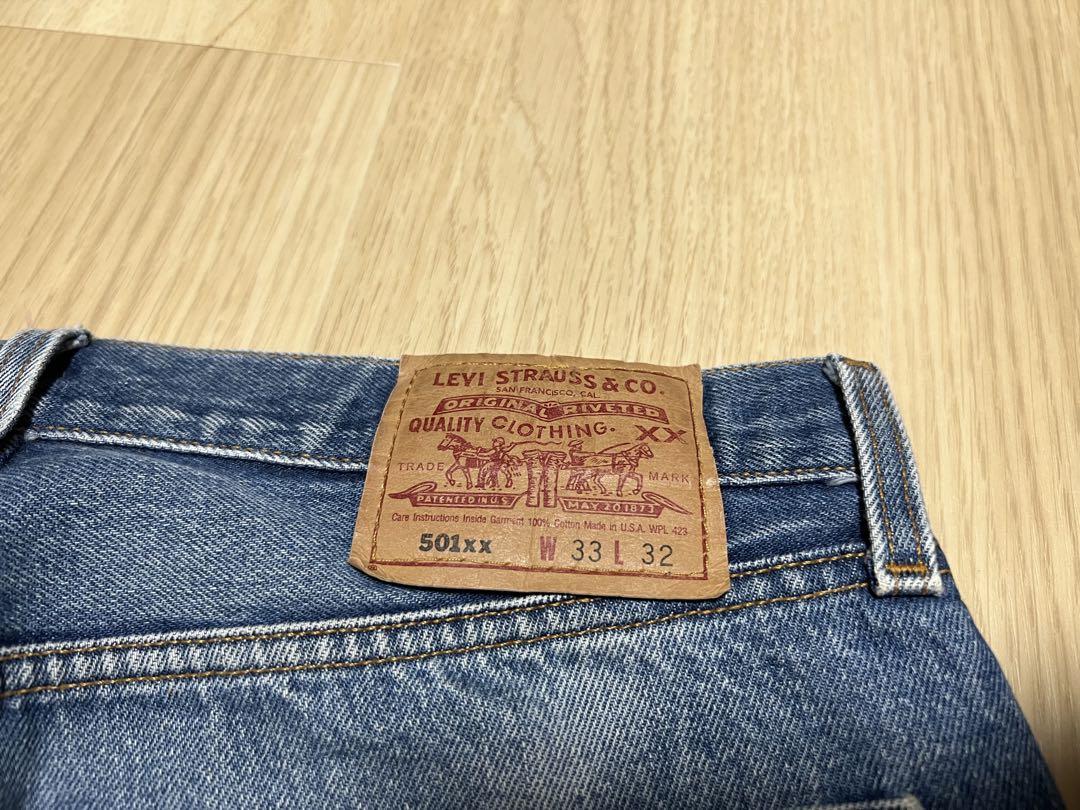 LEVI STRAUSS & CO.
SAN FRANCISCO, CAL.
ORIGINAL RIVETED
QUALITY CLOTHING. XX
TRADE MARK
PATENTED IN U.S. MAY 20 1873
Care Instructions Inside Garment 100% Cotton Made in U.S.A. WPL 423
501xx W 33 L 32